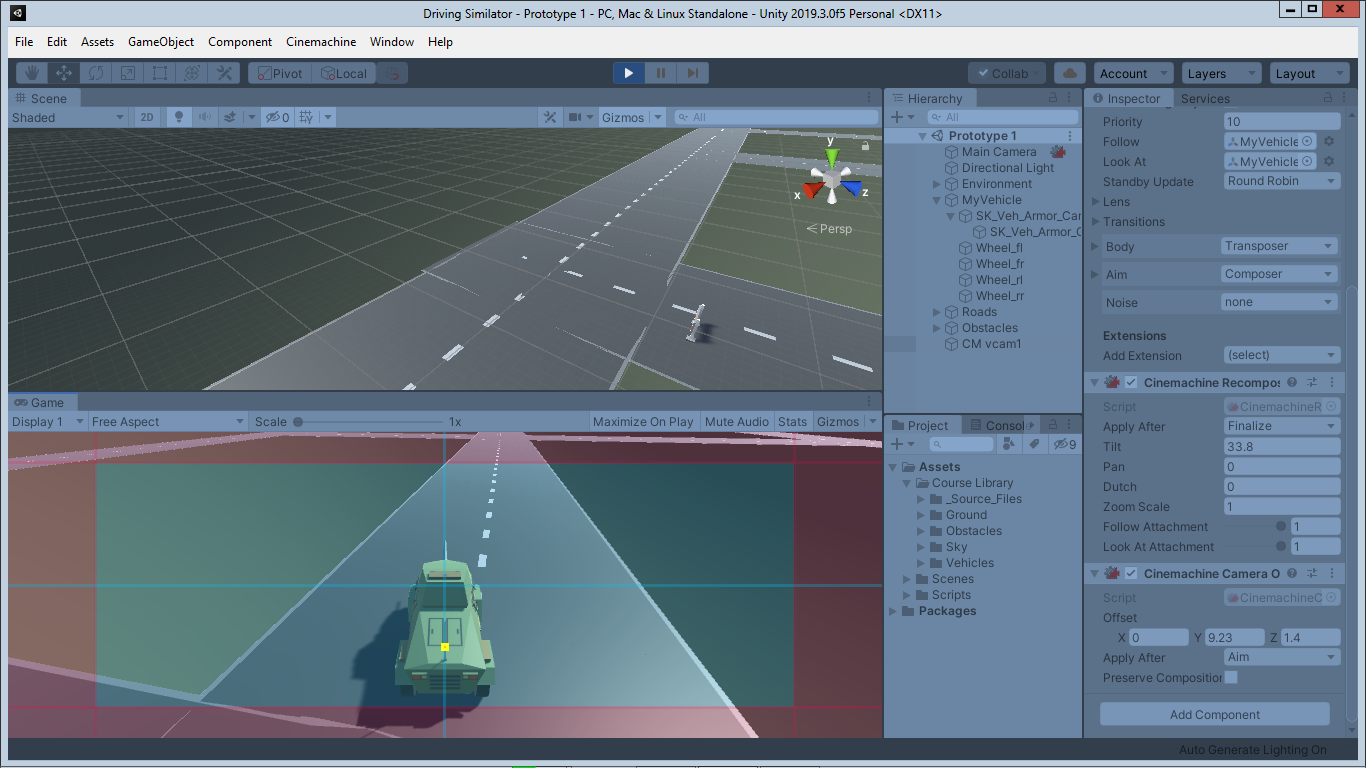 Driving Similator - Prototype 1 - PC, Mac & Linux Standalone - Unity 2019.3.0f5 Personal <DX11>
File Edit Assets GameObject Component Cinemachine Window Help
Pivot Local Collab Account Layers Layout
Scene
Shaded 2D 0 Gizmos All
y
x
z
Persp
Game
Display 1 Free Aspect Scale 1x Maximize On Play Mute Audio Stats Gizmos
Hierarchy
All
Prototype 1
Main Camera
Directional Light
Environment
MyVehicle
SK_Veh_Armor_Car
SK_Veh_Armor_C
Wheel_fl
Wheel_fr
Wheel_rl
Wheel_rr
Roads
Obstacles
CM vcam1
Project Consol
9
Assets
Course Library
_Source_Files
Ground
Obstacles
Sky
Vehicles
Scenes
Scripts
Packages
Inspector Services
Priority 10
Follow MyVehicle
Look At MyVehicle
Standby Update Round Robin
Lens
Transitions
Body Transposer
Aim Composer
Noise none
Extensions
Add Extension (select)
Cinemachine Recompos
Script CinemachineR
Apply After Finalize
Tilt 33.8
Pan 0
Dutch 0
Zoom Scale 1
Follow Attachment 1
Look At Attachment 1
Cinemachine Camera O
Script CinemachineC
Offset
X 0 Y 9.23 Z 1.4
Apply After Aim
Preserve Composition
Add Component
Auto Generate Lighting On